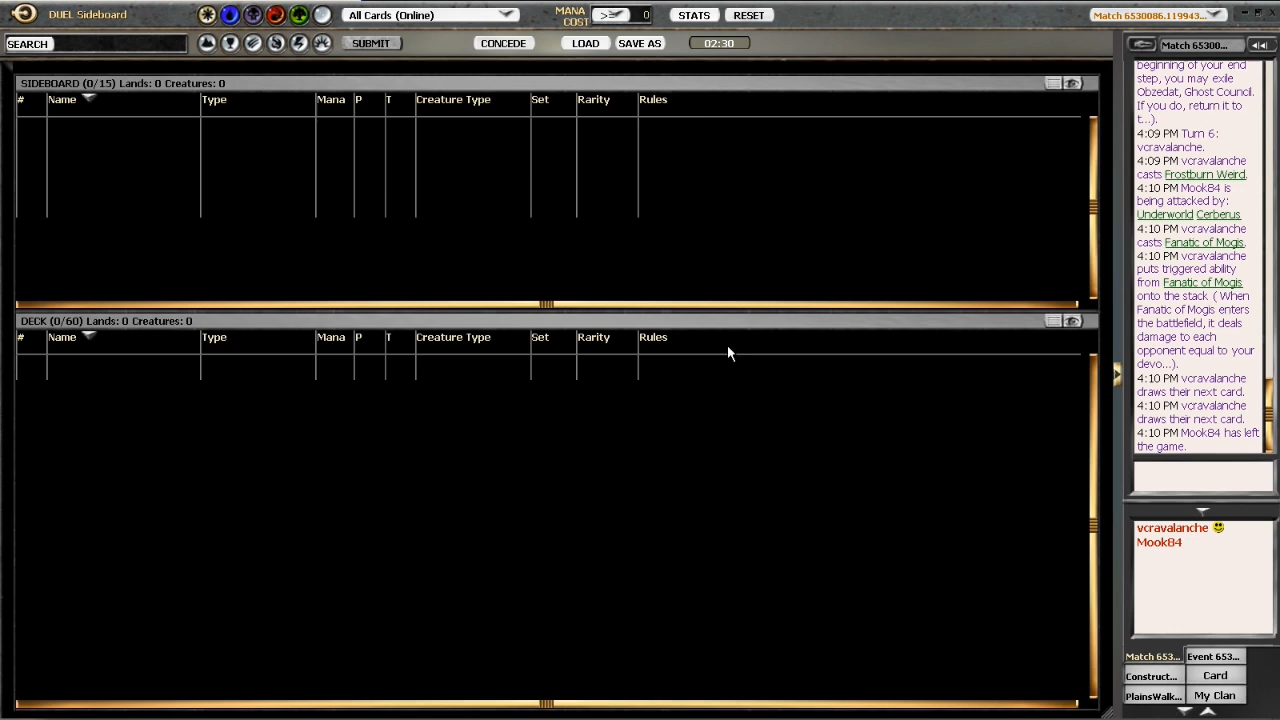 DUEL Sideboard
All Cards (Online)
MANA COST
>=
0
STATS
RESET
Match 6530086.119943...
SEARCH
SUBMIT
CONCEDE
LOAD
SAVE AS
02:30
Match 65300...
SIDEBOARD (0/15) Lands: 0 Creatures: 0
# Name Type Mana P T Creature Type Set Rarity Rules
DECK (0/60) Lands: 0 Creatures: 0
# Name Type Mana P T Creature Type Set Rarity Rules
beginning of your end
step, you may exile
Obzedat, Ghost Council.
If you do, return it to
t...).
4:09 PM Turn 6:
vcravalanche.
4:09 PM vcravalanche
casts Frostburn Weird.
4:10 PM Mook84 is
being attacked by:
Underworld Cerberus
4:10 PM vcravalanche
casts Fanatic of Mogis.
4:10 PM vcravalanche
puts triggered ability
from Fanatic of Mogis
onto the stack ( When
Fanatic of Mogis enters
the battlefield, it deals
damage to each
opponent equal to your
devo...).
4:10 PM vcravalanche
draws their next card.
4:10 PM vcravalanche
draws their next card.
4:10 PM Mook84 has left
the game.
vcravalanche
Mook84
Match 653... Event 653...
Construct... Card
PlainsWalk... My Clan